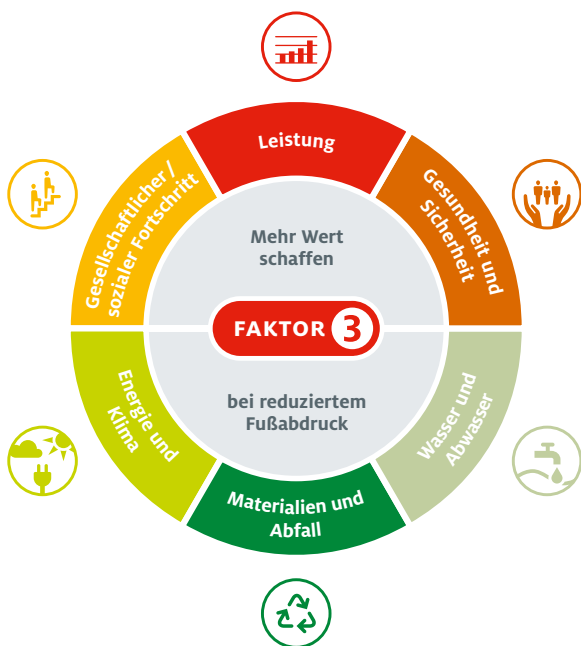 Leistung
Gesellschaftlicher /
sozialer Fortschritt
Gesundheit und
Sicherheit
Mehr Wert
schaffen
FAKTOR 3
bei reduziertem
Fußabdruck
Energie und
Klima
Wasser und
Abwasser
Materialien und
Abfall